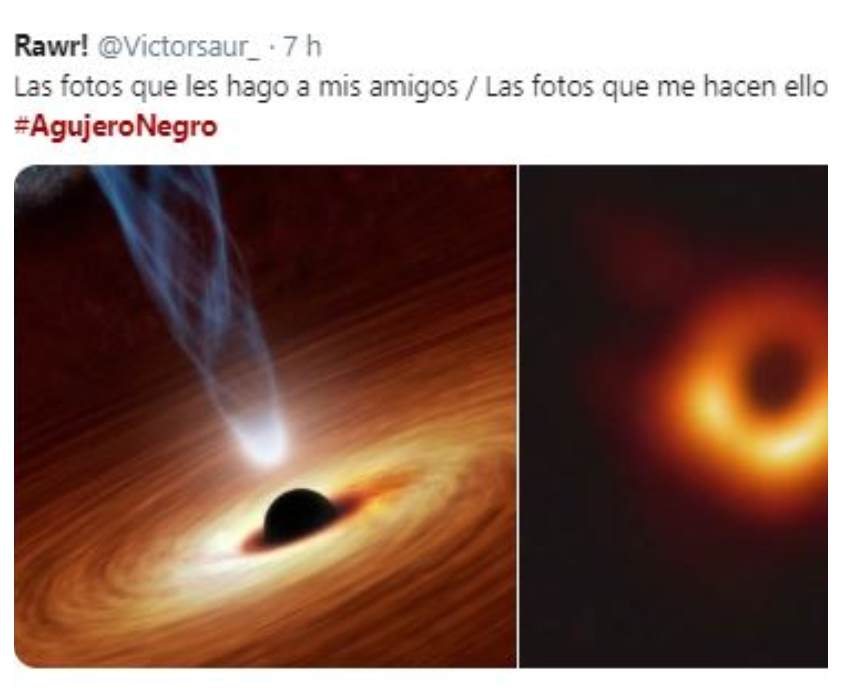 Rawr! @Victorsaur_ · 7 h
Las fotos que les hago a mis amigos / Las fotos que me hacen ello
#AgujeroNegro